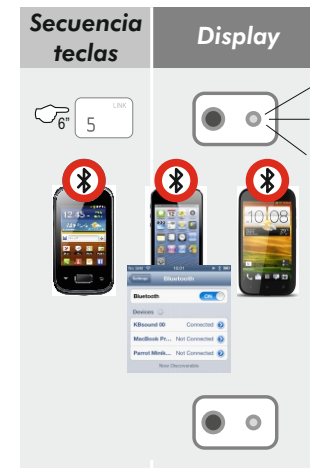 Secuencia
teclas
Display
6"
LINK
5
12 45
10:08
Settings Bluetooth
Bluetooth ON
Devices
KBsound 00 Connected
MacBook Pr... Not Connected
Parrot Minik... Not Connected
Now Discoverable